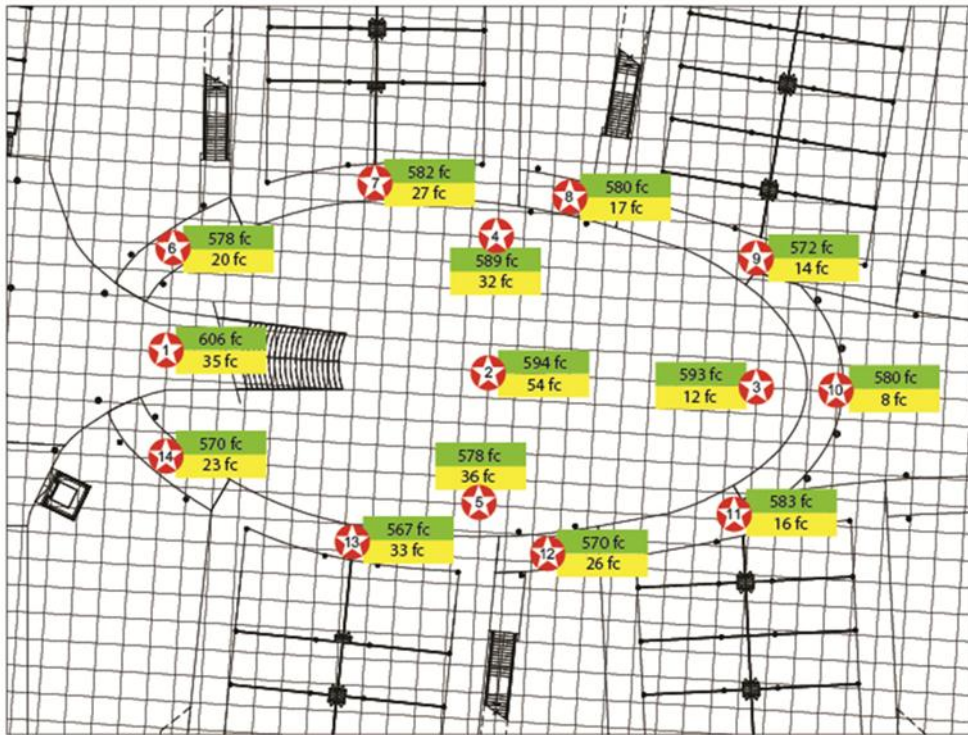 7
582 fc
27 fc
8
580 fc
17 fc
4
589 fc
32 fc
6
578 fc
20 fc
9
572 fc
14 fc
1
606 fc
35 fc
2
594 fc
54 fc
593 fc
12 fc
3
10
580 fc
8 fc
14
570 fc
23 fc
578 fc
36 fc
5
11
583 fc
16 fc
13
567 fc
33 fc
12
570 fc
26 fc